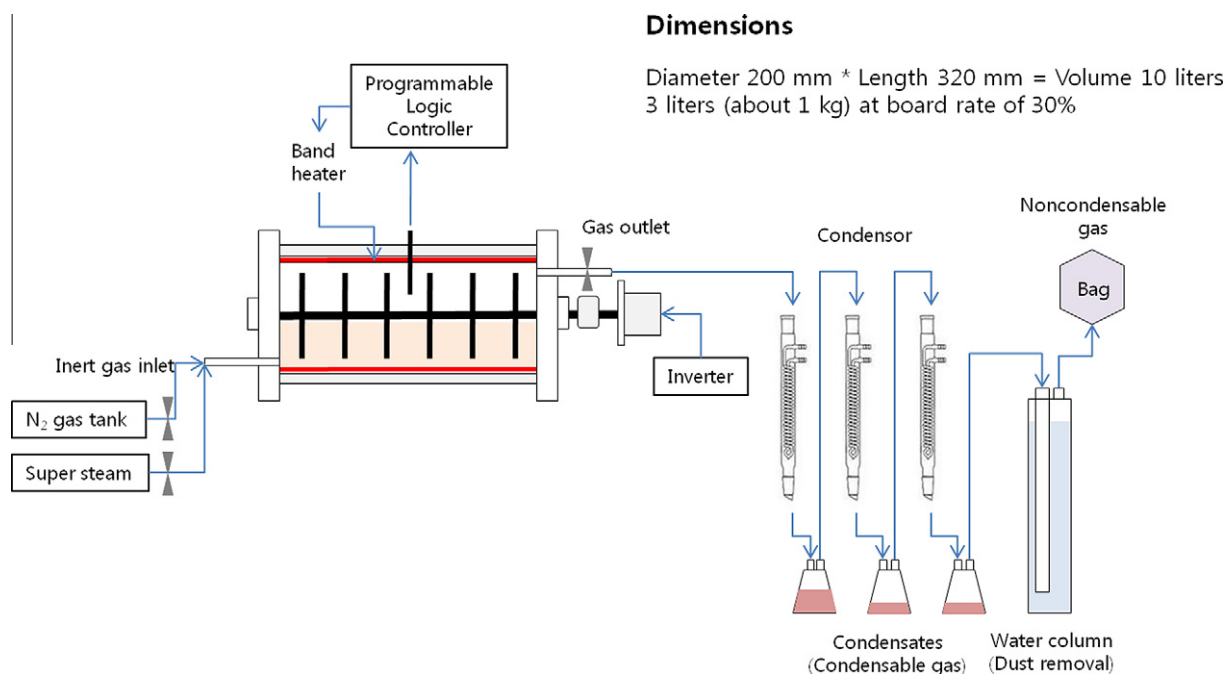 Dimensions
Diameter 200 mm * Length 320 mm = Volume 10 liters
3 liters (about 1 kg) at board rate of 30%
Programmable
Logic
Controller
Band
heater
Gas outlet
Condensor
Noncondensable
gas
Bag
Inert gas inlet
Inverter
N₂ gas tank
Super steam
Condensates
(Condensable gas)
Water column
(Dust removal)